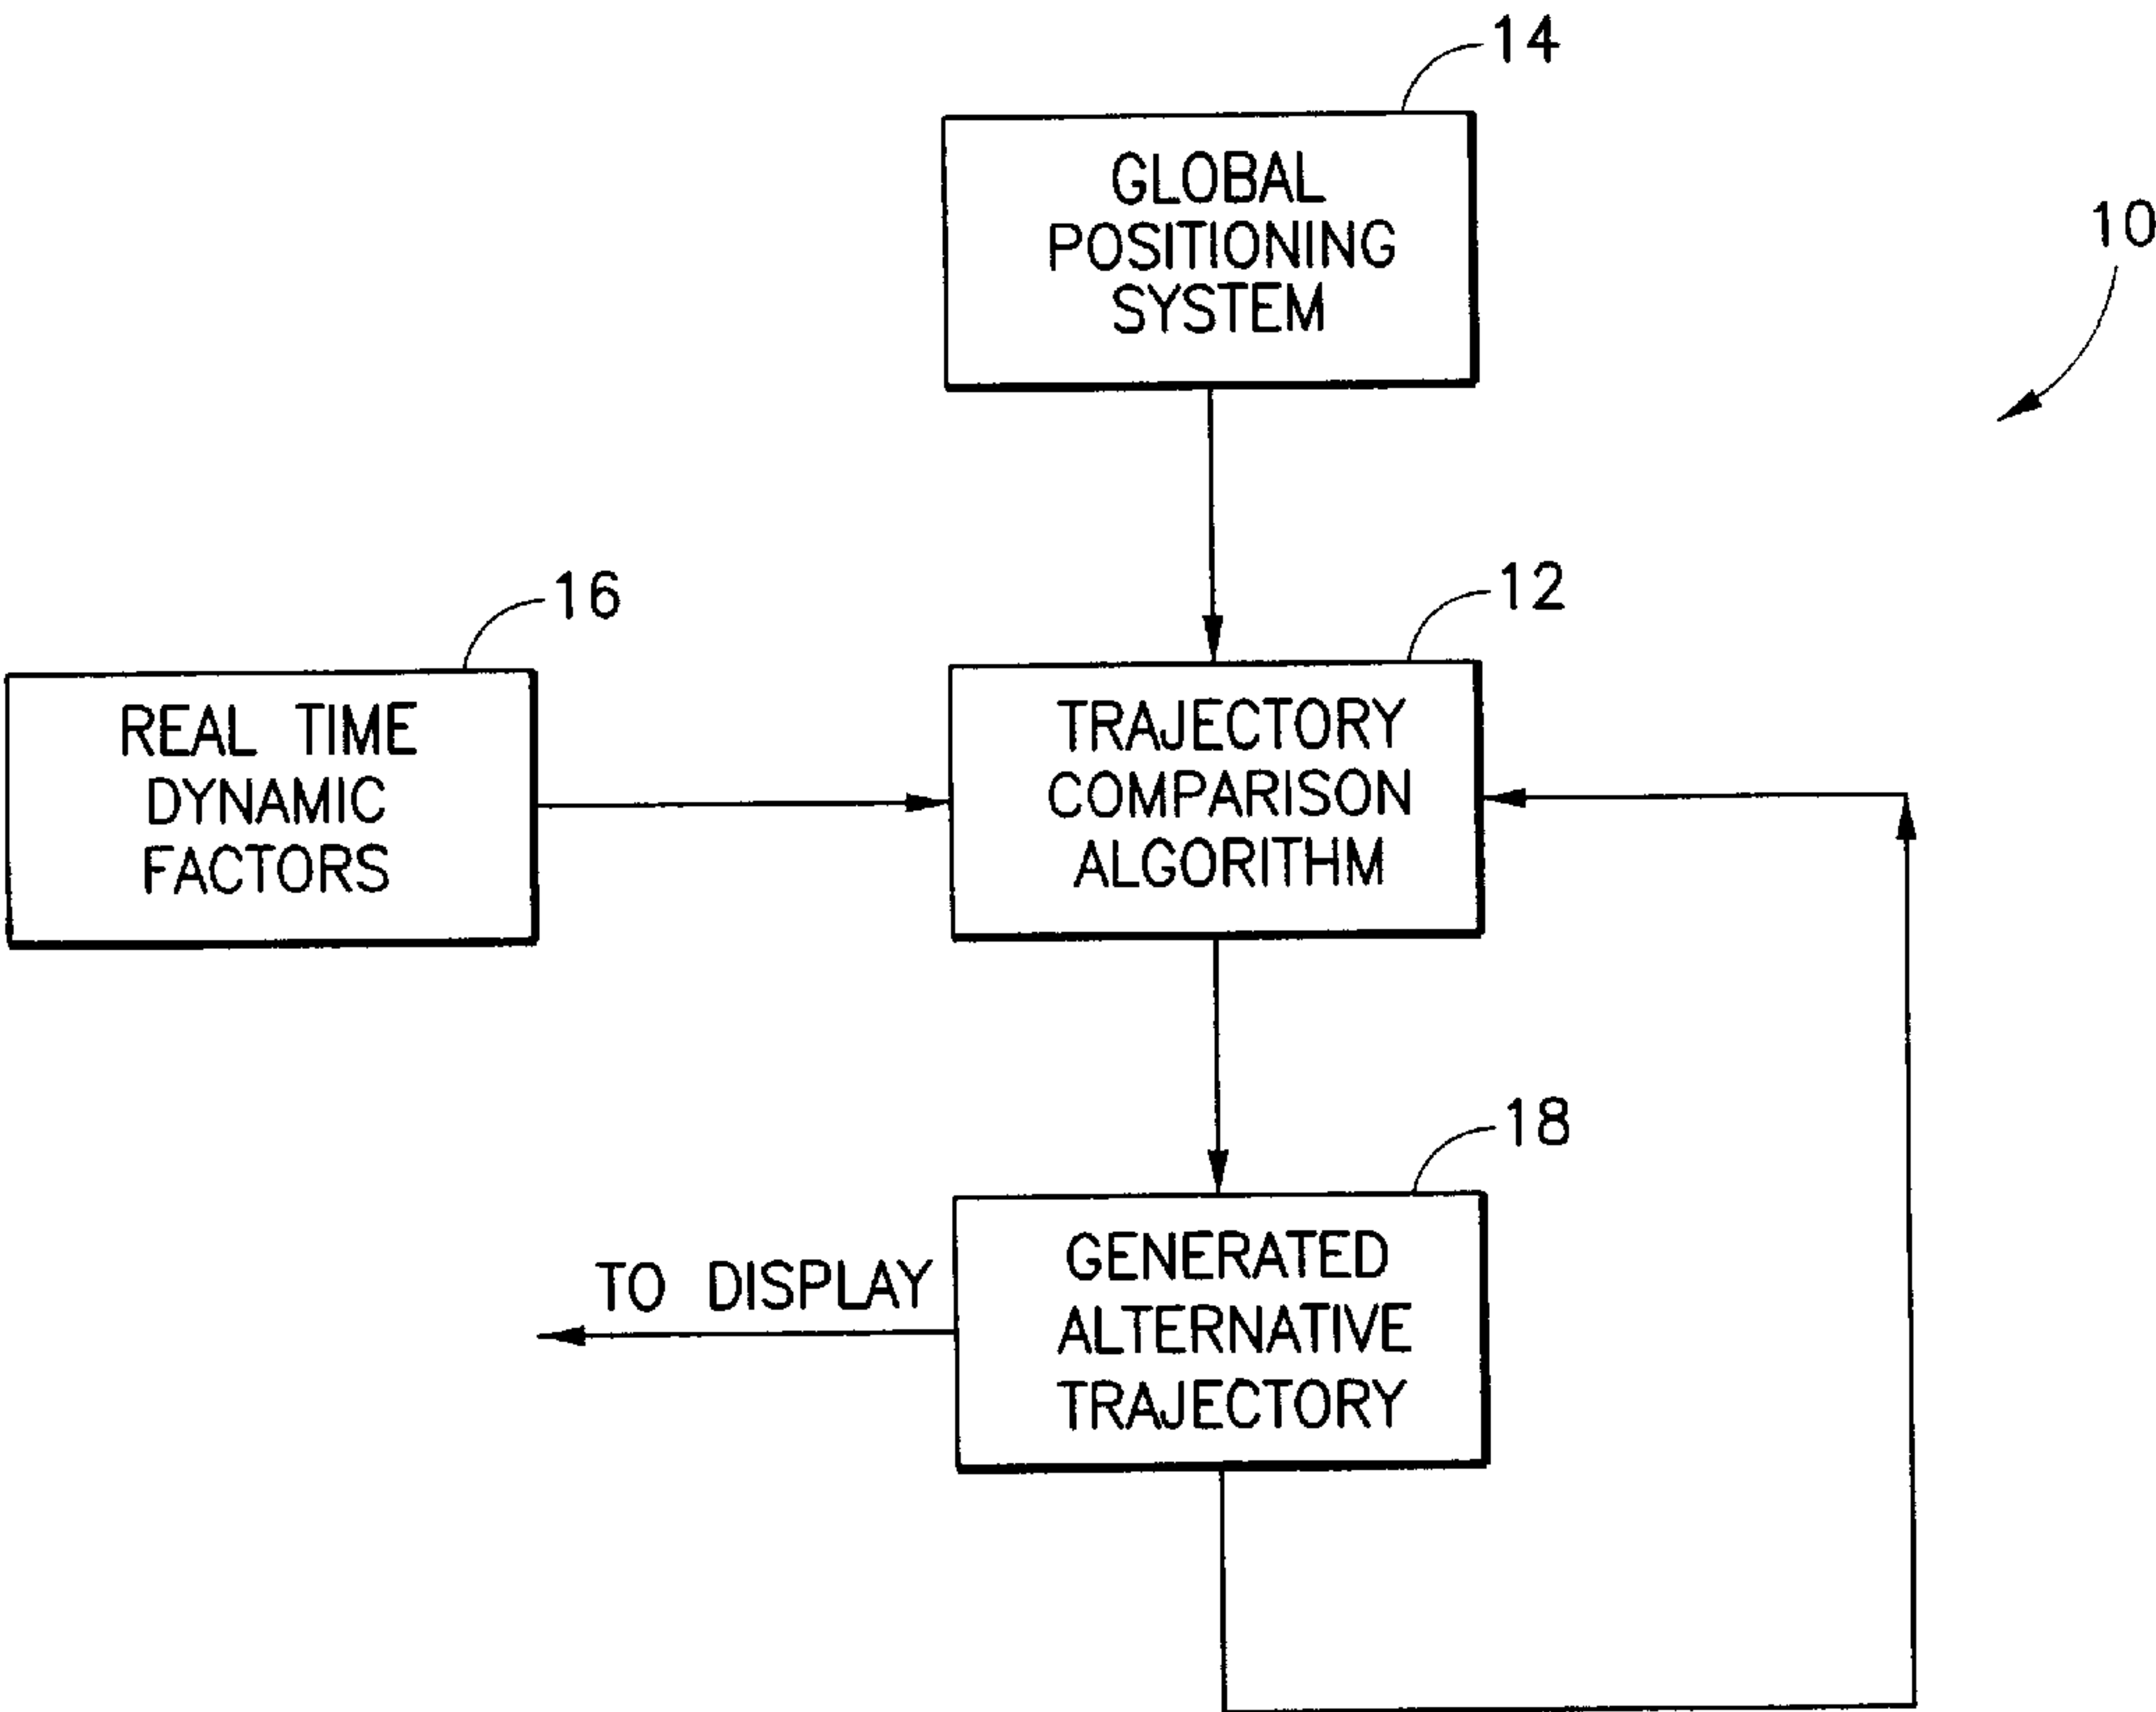 14
GLOBAL
POSITIONING
SYSTEM
10
16
REAL TIME
DYNAMIC
FACTORS
12
TRAJECTORY
COMPARISON
ALGORITHM
18
GENERATED
ALTERNATIVE
TRAJECTORY
TO DISPLAY